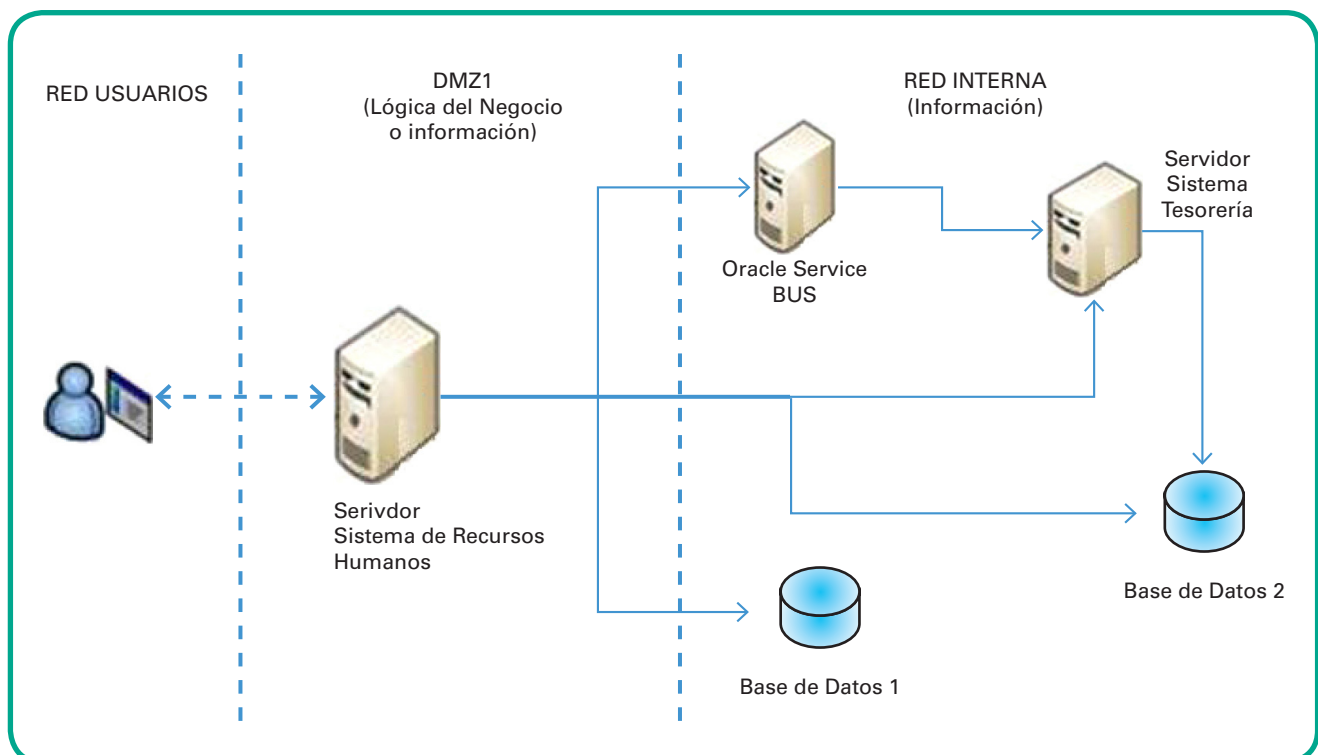 RED USUARIOS
DMZ1
(Lógica del Negocio
o información)
RED INTERNA
(Información)
Servidor
Sistema
Tesorería
Oracle Service
BUS
Serivdor
Sistema de Recursos
Humanos
Base de Datos 2
Base de Datos 1